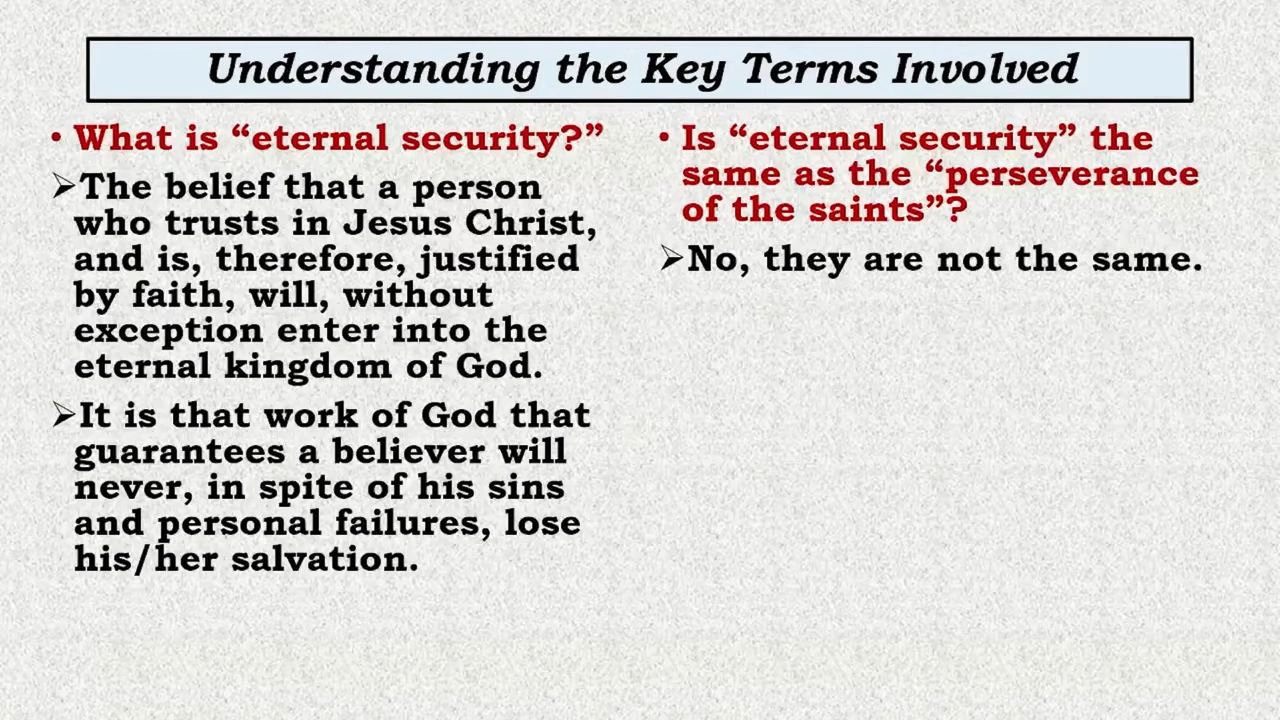 Understanding the Key Terms Involved
• What is “eternal security?”
➢The belief that a person
who trusts in Jesus Christ,
and is, therefore, justified
by faith, will, without
exception enter into the
eternal kingdom of God.
➢It is that work of God that
guarantees a believer will
never, in spite of his sins
and personal failures, lose
his/her salvation.
• Is “eternal security” the
same as the “perseverance
of the saints”?
➢No, they are not the same.